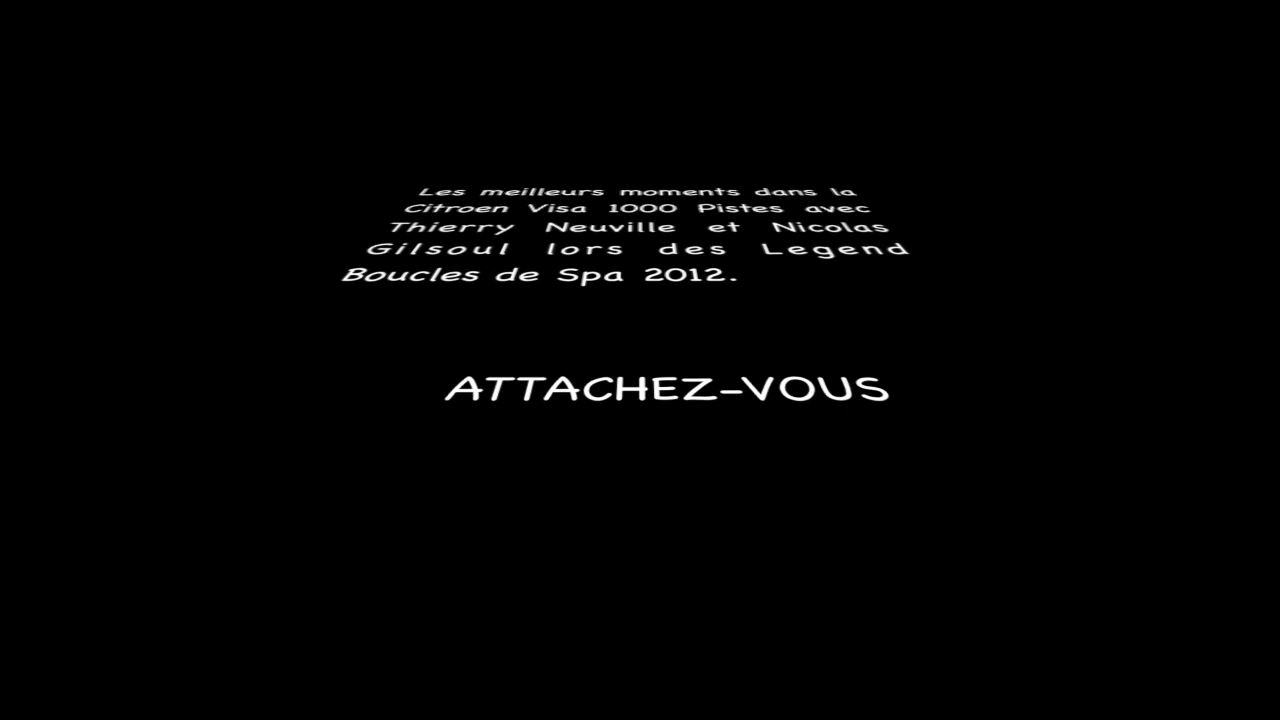 Les meilleurs moments dans la
Citroen Visa 1000 Pistes avec
Thierry Neuville et Nicolas
Gilsoul lors des Legend
Boucles de Spa 2012.
ATTACHEZ-VOUS